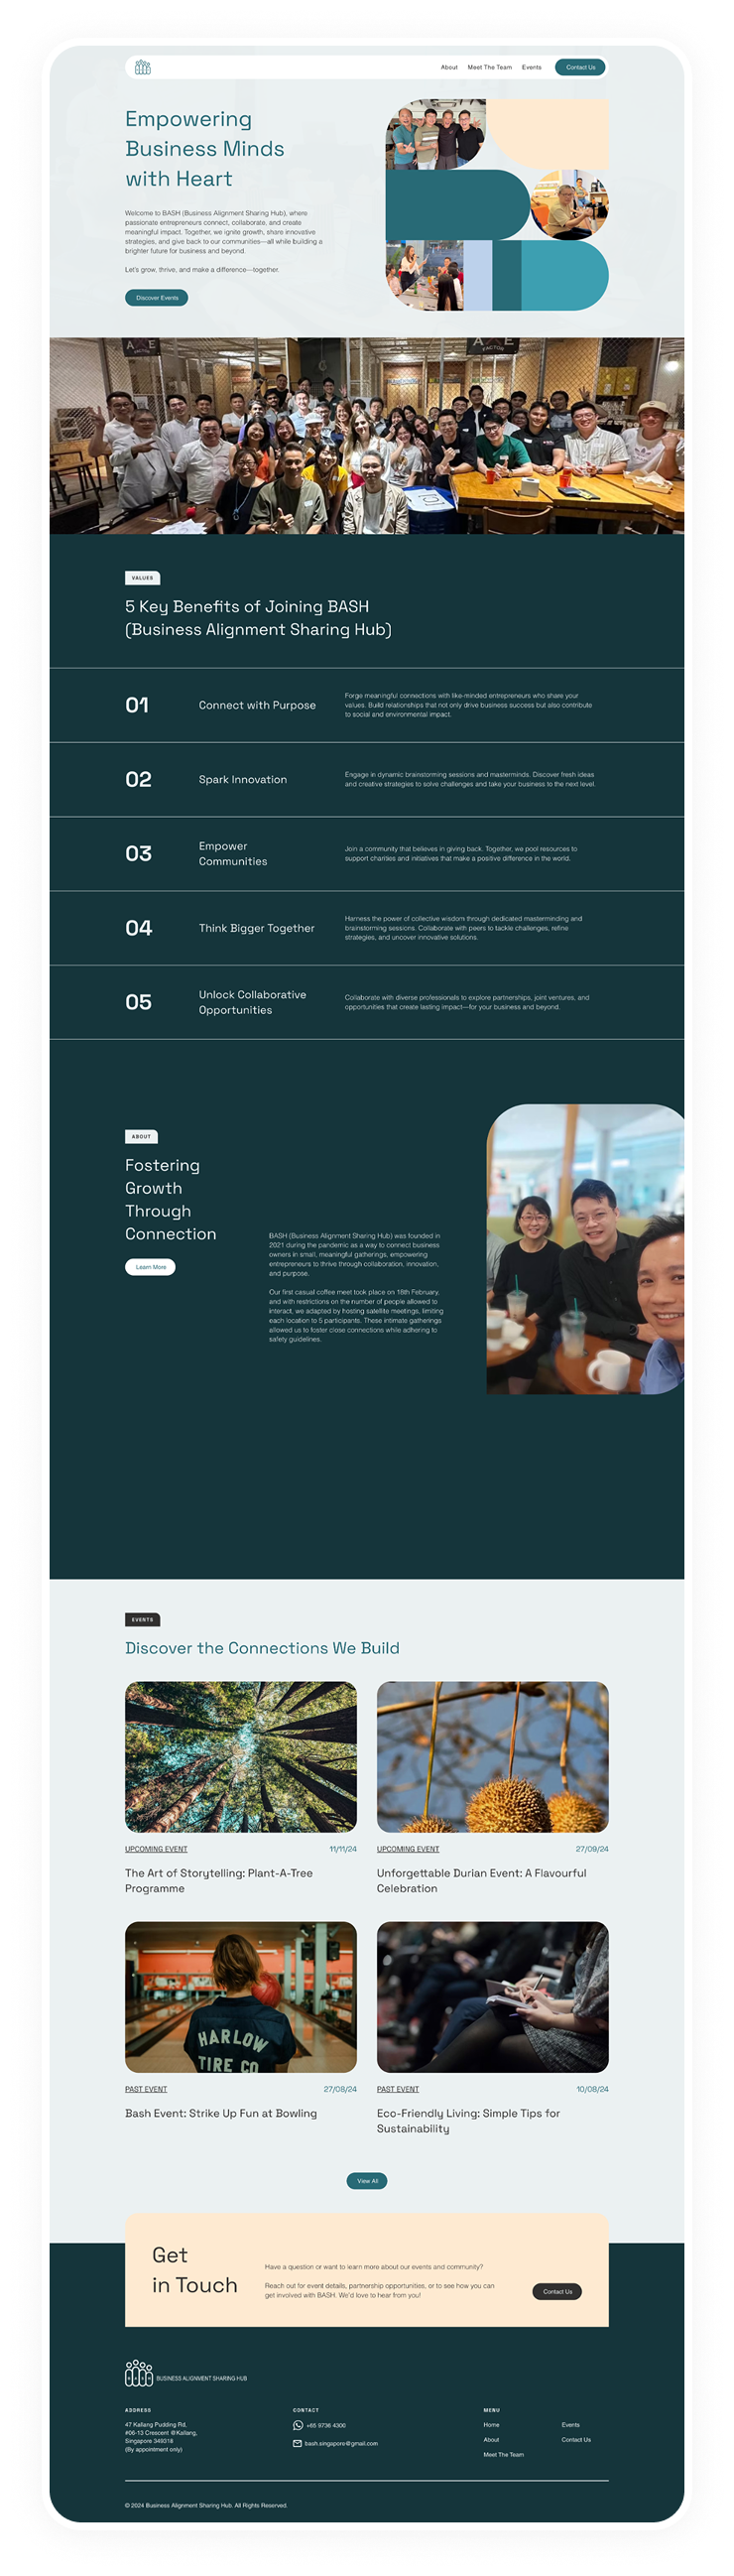 About Meet The Team Events Contact Us
Empowering
Business Minds
with Heart
Welcome to BASH (Business Alignment Sharing Hub), where
passionate entrepreneurs connect, collaborate, and create
meaningful impact. Together, we ignite growth, share innovative
strategies, and give back to our communities—all while building a
brighter future for business and beyond.
Let's grow, thrive, and make a difference—together.
Discover Events
FACTOR
A E
FACTOR
VALUES
5 Key Benefits of Joining BASH
(Business Alignment Sharing Hub)
01
Connect with Purpose
Forge meaningful connections with like-minded entrepreneurs who share your
values. Build relationships that not only drive business success but also contribute
to social and environmental impact.
02
Spark Innovation
Engage in dynamic brainstorming sessions and masterminds. Discover fresh ideas
and creative strategies to solve challenges and take your business to the next level.
03
Empower
Communities
Join a community that believes in giving back. Together, we pool resources to
support charities and initiatives that make a positive difference in the world.
04
Think Bigger Together
Harness the power of collective wisdom through dedicated masterminding and
brainstorming sessions. Collaborate with peers to tackle challenges, refine
strategies, and uncover innovative solutions.
05
Unlock Collaborative
Opportunities
Collaborate with diverse professionals to explore partnerships, joint ventures, and
opportunities that create lasting impact—for your business and beyond.
ABOUT
Fostering
Growth
Through
Connection
Learn More
BASH (Business Alignment Sharing Hub) was founded in
2021 during the pandemic as a way to connect business
owners in small, meaningful gatherings, empowering
entrepreneurs to thrive through collaboration, innovation,
and purpose.
Our first casual coffee meet took place on 18th February,
and with restrictions on the number of people allowed to
interact, we adapted by hosting satellite meetings, limiting
each location to 5 participants. These intimate gatherings
allowed us to foster close connections while adhering to
safety guidelines.
EVENTS
Discover the Connections We Build
UPCOMING EVENT 11/11/24
The Art of Storytelling: Plant-A-Tree
Programme
UPCOMING EVENT 27/09/24
Unforgettable Durian Event: A Flavourful
Celebration
HARLOW
TIRE CO
PAST EVENT 27/08/24
Bash Event: Strike Up Fun at Bowling
PAST EVENT 10/08/24
Eco-Friendly Living: Simple Tips for
Sustainability
View All
Get
in Touch
Have a question or want to learn more about our events and community?
Reach out for event details, partnership opportunities, or to see how you can
get involved with BASH. We'd love to hear from you!
Contact Us
BUSINESS ALIGNMENT SHARING HUB
ADDRESS
47 Kallang Pudding Rd,
#06-13 Crescent @Kallang,
Singapore 349318
(By appointment only)
CONTACT
+65 9736 4300
bash.singapore@gmail.com
MENU
Home
About
Meet The Team
Events
Contact Us
© 2024 Business Alignment Sharing Hub. All Rights Reserved.